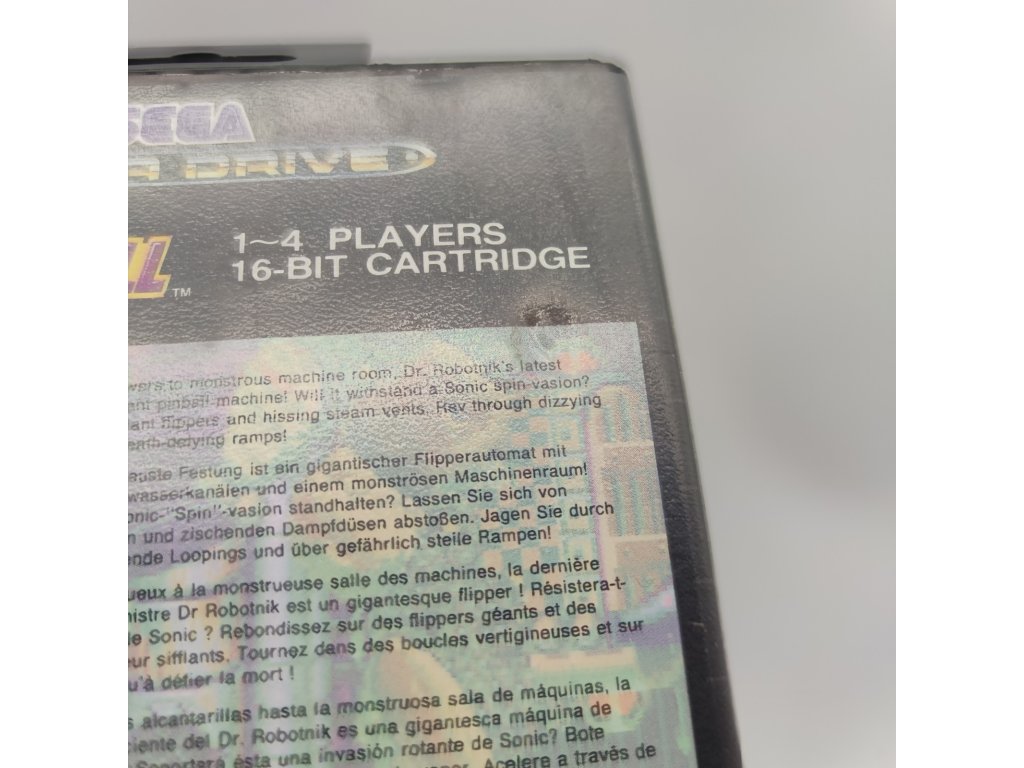 SEGA
DRIVE
LL™
1~4 PLAYERS
16-BIT CARTRIDGE
to monstrous machine room, Dr. Robotnik's latest
pinball machine! Will it withstand a Sonic spin-vasion?
flippers and hissing steam vents. Rev through dizzying
defying ramps!
Festung ist ein gigantischer Flipperautomat mit
wasserkanälen und einem monströsen Maschinenraum!
"Spin"-vasion standhalten? Lassen Sie sich von
und zischenden Dampfdüsen abstoßen. Jagen Sie durch
Loopings und über gefährlich steile Rampen!
à la monstrueuse salle des machines, la dernière
Dr Robotnik est un gigantesque flipper ! Résistera-t-
Sonic ? Rebondissez sur des flippers géants et des
sifflants. Tournez dans des boucles vertigineuses et sur
qu'à défier la mort !
alcantarillas hasta la monstruosa sala de máquinas, la
del Dr. Robotnik es una gigantesca máquina de
ésta una invasión rotante de Sonic? Bote
Acelere a través de